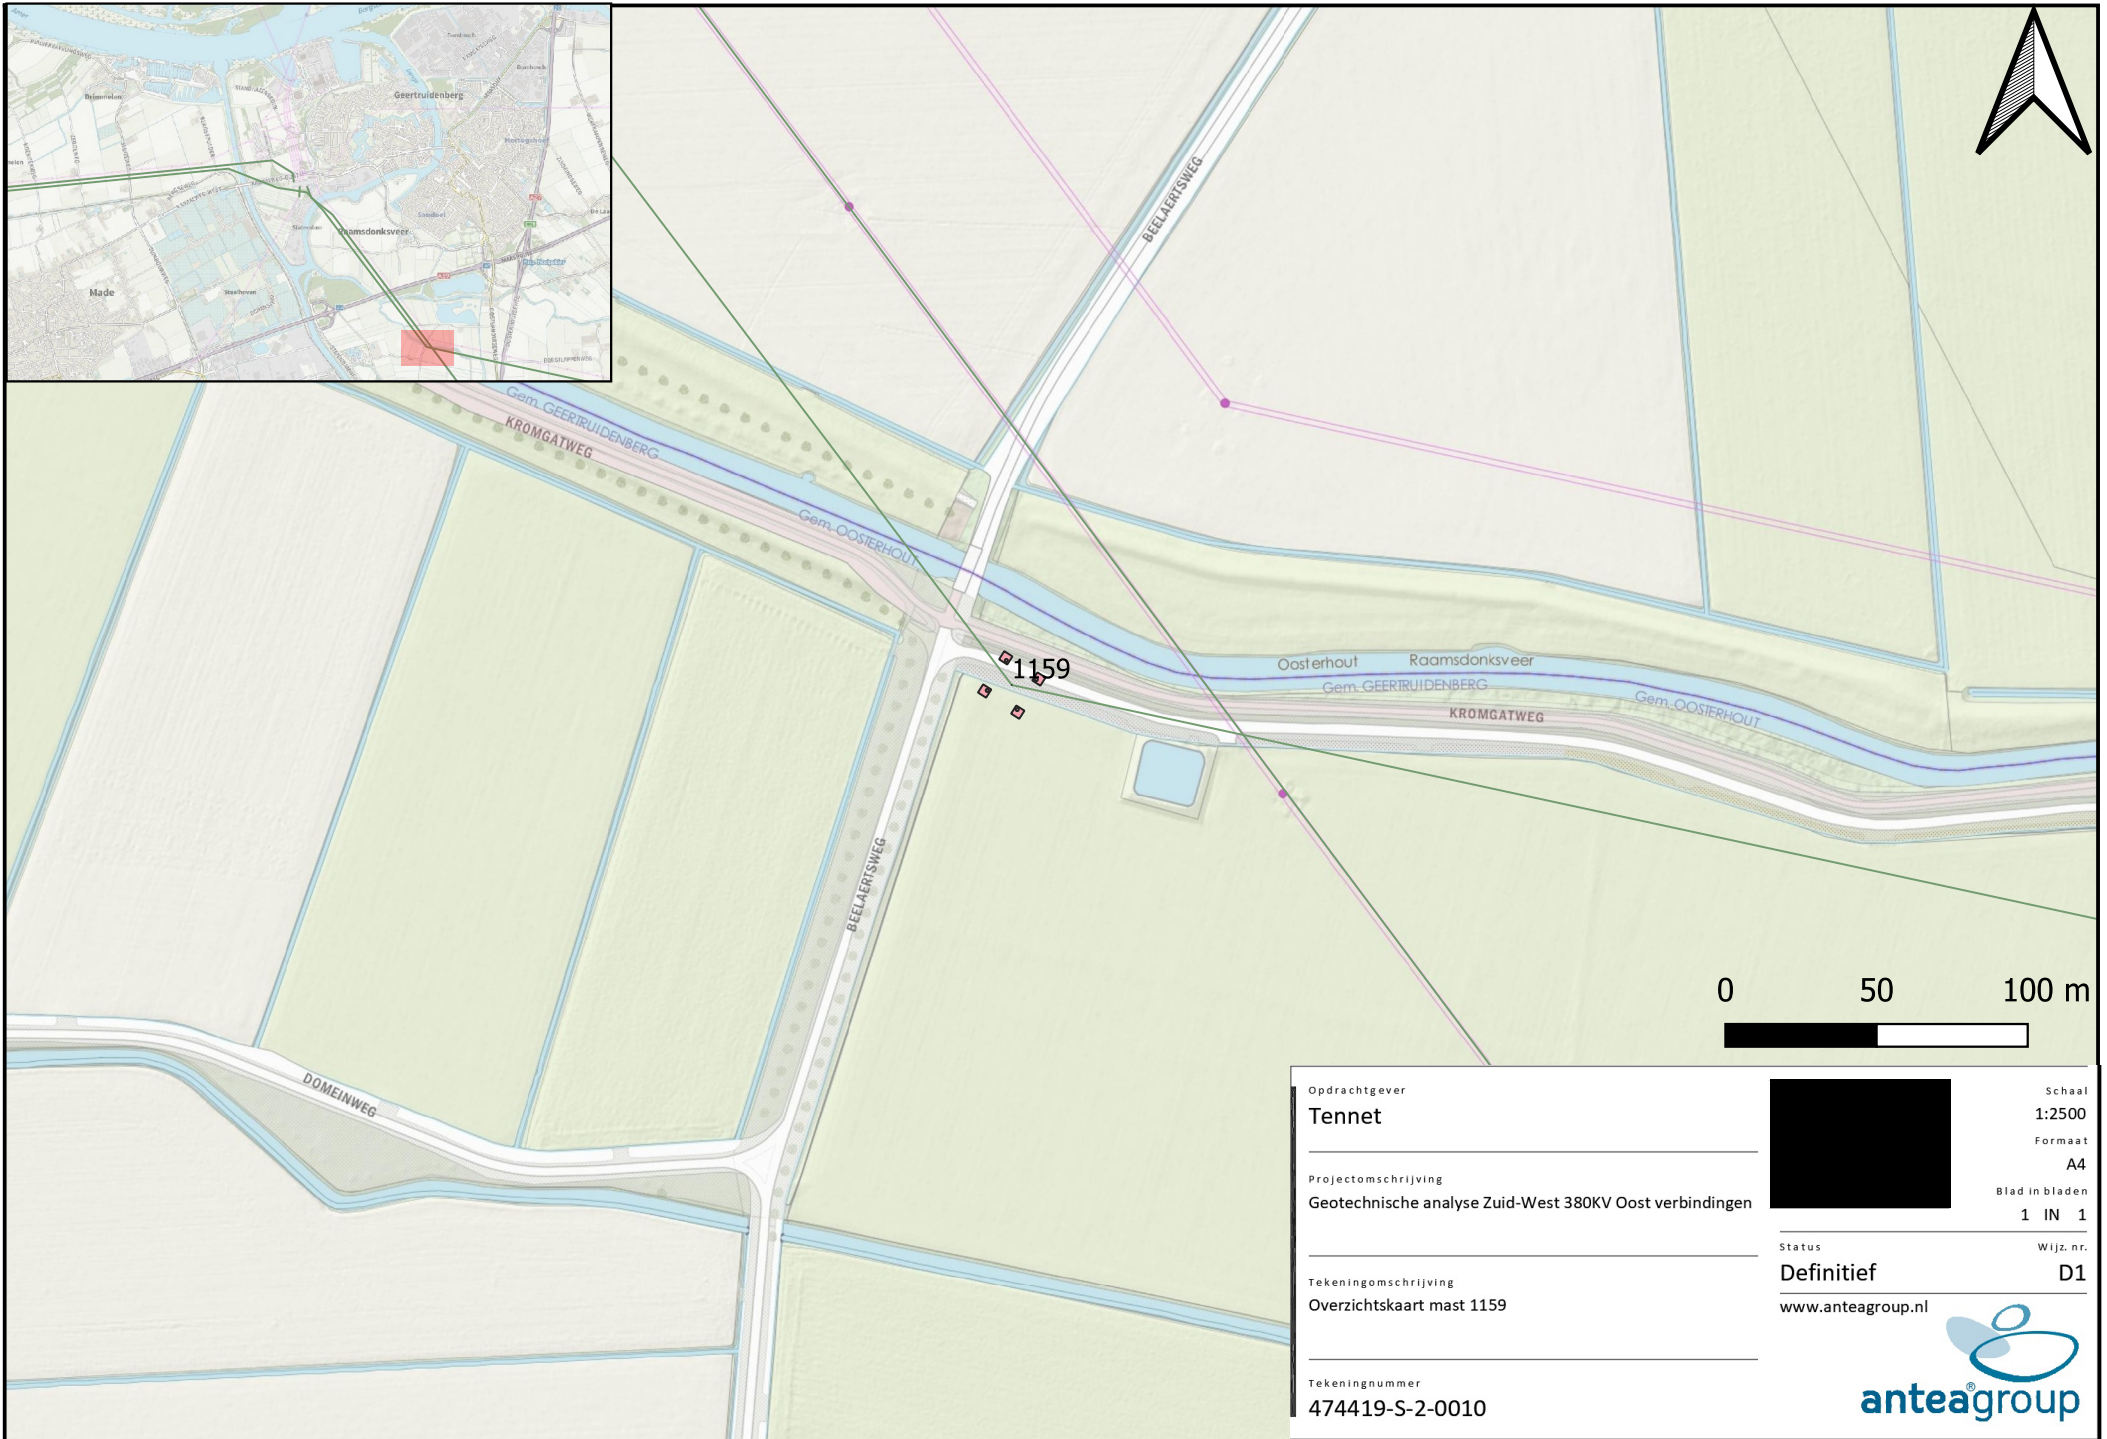 Geertruidenberg
Drimmelen
Raamsdonksveer
Made
Gem. GEERTRUIDENBERG
KROMGATWEG
Gem. OOSTERHOUT
BEELAERTSWEG
1159
Oosterhout Raamsdonksveer
Gem. GEERTRUIDENBERG
Gem. OOSTERHOUT
KROMGATWEG
BEELAERTSWEG
DOMEINWEG
0 50 100 m
Opdrachtgever
Tennet
Projectomschrijving
Geotechnische analyse Zuid-West 380KV Oost verbindingen
Tekeningomschrijving
Overzichtskaart mast 1159
Tekeningnummer
474419-S-2-0010
Schaal
1:2500
Formaat
A4
Blad in bladen
1 IN 1
Status Wijz. nr.
Definitief D1
www.anteagroup.nl
anteagroup®